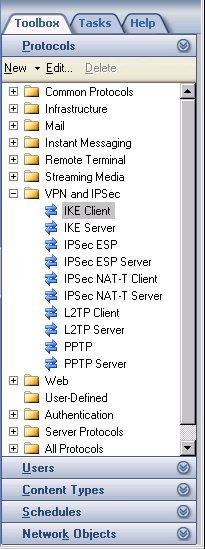 Toolbox Tasks Help
Protocols
New Edit... Delete
Common Protocols
Infrastructure
Mail
Instant Messaging
Remote Terminal
Streaming Media
VPN and IPSec
IKE Client
IKE Server
IPSec ESP
IPSec ESP Server
IPSec NAT-T Client
IPSec NAT-T Server
L2TP Client
L2TP Server
PPTP
PPTP Server
Web
User-Defined
Authentication
Server Protocols
All Protocols
Users
Content Types
Schedules
Network Objects